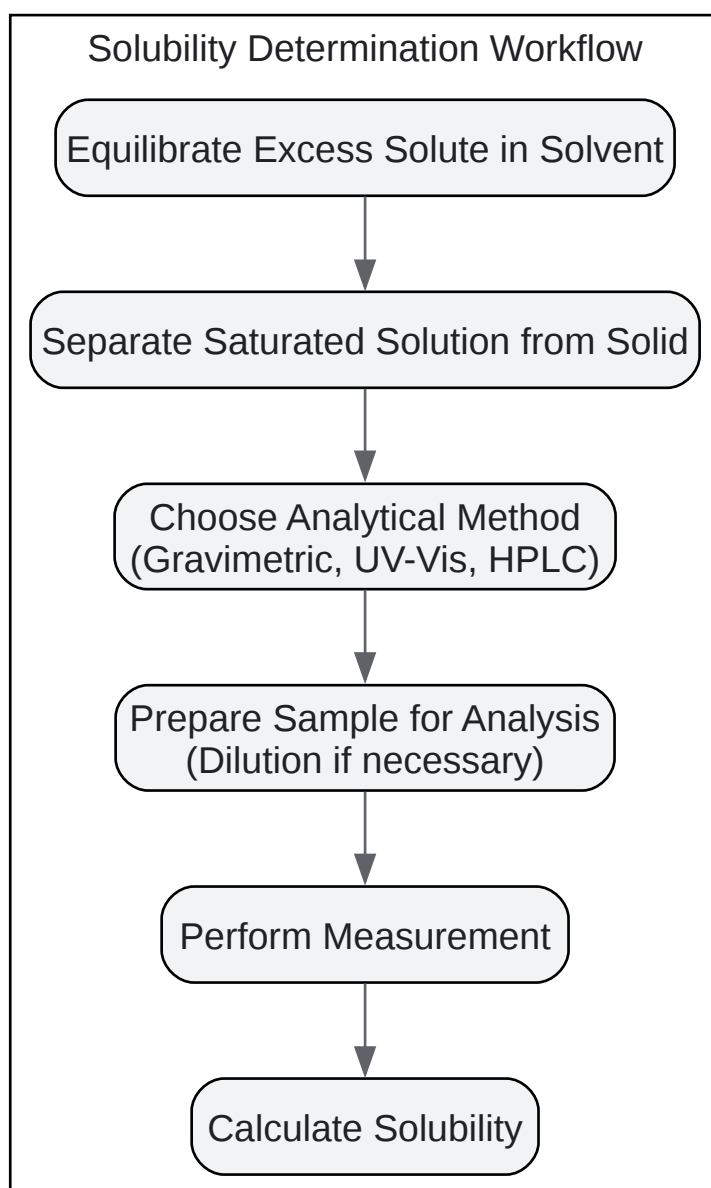 Solubility Determination Workflow
Equilibrate Excess Solute in Solvent
Separate Saturated Solution from Solid
Choose Analytical Method
(Gravimetric, UV-Vis, HPLC)
Prepare Sample for Analysis
(Dilution if necessary)
Perform Measurement
Calculate Solubility